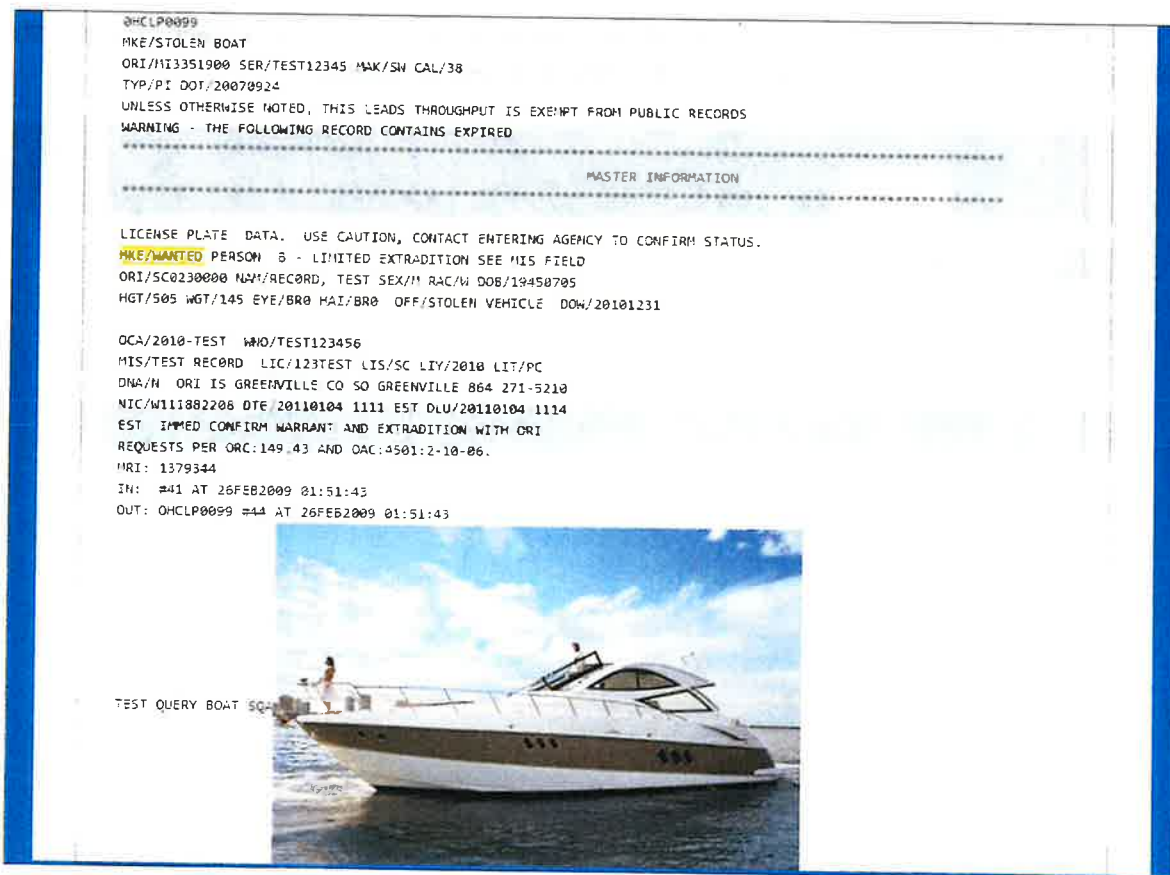 OHCLP0099
MKE/STOLEN BOAT
ORI/MI3351900 SER/TEST12345 MAK/SW CAL/38
TYP/PI DOT/20070924
UNLESS OTHERWISE NOTED, THIS LEADS THROUGHPUT IS EXEMPT FROM PUBLIC RECORDS
WARNING - THE FOLLOWING RECORD CONTAINS EXPIRED
MASTER INFORMATION
LICENSE PLATE DATA. USE CAUTION, CONTACT ENTERING AGENCY TO CONFIRM STATUS.
MKE/WANTED PERSON 6 - LIMITED EXTRADITION SEE MIS FIELD
ORI/SC0230000 NAM/RECORD, TEST SEX/M RAC/W DOB/19450705
HGT/505 WGT/145 EYE/BRO HAI/BRO OFF/STOLEN VEHICLE DOW/20101231
OCA/2010-TEST WNO/TEST123456
MIS/TEST RECORD LIC/123TEST LIS/SC LIY/2010 LIT/PC
DNA/N ORI IS GREENVILLE CO SO GREENVILLE 864 271-5210
NIC/W111882206 DTE/20110104 1111 EST DLU/20110104 1114
EST IMMED CONFIRM WARRANT AND EXTRADITION WITH ORI
REQUESTS PER ORC:149.43 AND OAC:4501:2-10-06.
MRI: 1379344
IN: #41 AT 26FEB2009 01:51:43
OUT: OHCLP0099 #44 AT 26FEB2009 01:51:43
TEST QUERY BOAT